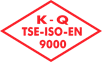 K - Q
TSE-ISO-EN
9000